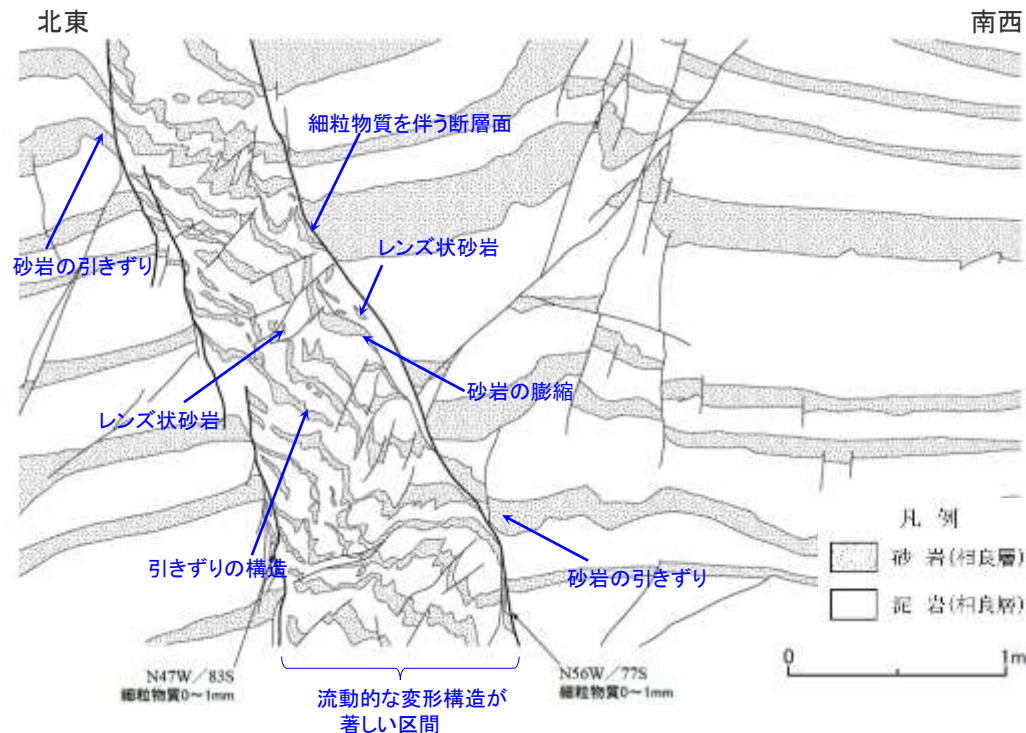 北東
南西
細粒物質を伴う断層面
レンズ状砂岩
砂岩の引きずり
砂岩の膨縮
レンズ状砂岩
引きずりの構造
砂岩の引きずり
凡 例
砂 岩(相良層)
泥 岩(相良層)
0
1m
N47W/83S
細粒物質0~1mm
N56W/77S
細粒物質0~1mm
流動的な変形構造が
著しい区間